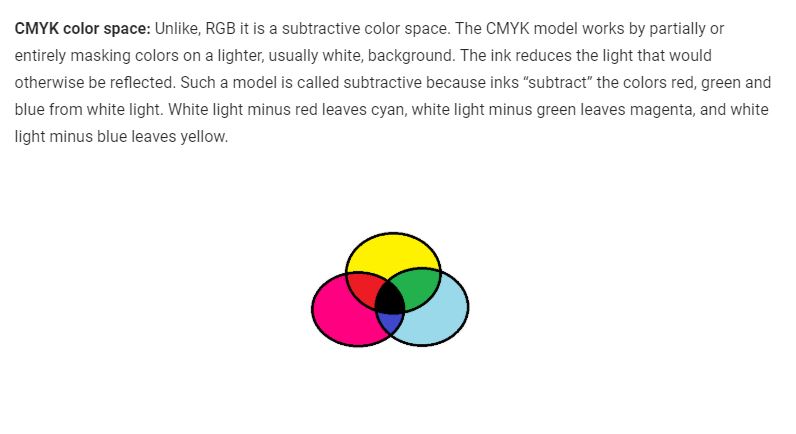 CMYK color space: Unlike, RGB it is a subtractive color space. The CMYK model works by partially or
entirely masking colors on a lighter, usually white, background. The ink reduces the light that would
otherwise be reflected. Such a model is called subtractive because inks “subtract” the colors red, green and
blue from white light. White light minus red leaves cyan, white light minus green leaves magenta, and white
light minus blue leaves yellow.